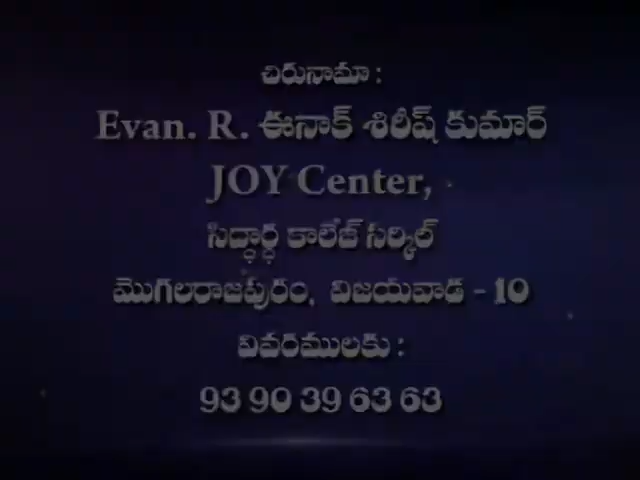 చిరునామా :
Evan. R. ఈనాక్ శిరీష్ కుమార్
JOY Center,
సిద్ధార్థ కాలేజ్ సర్కిల్
మొగలరాజపురం, విజయవాడ - 10
వివరములకు :
93 90 39 63 63